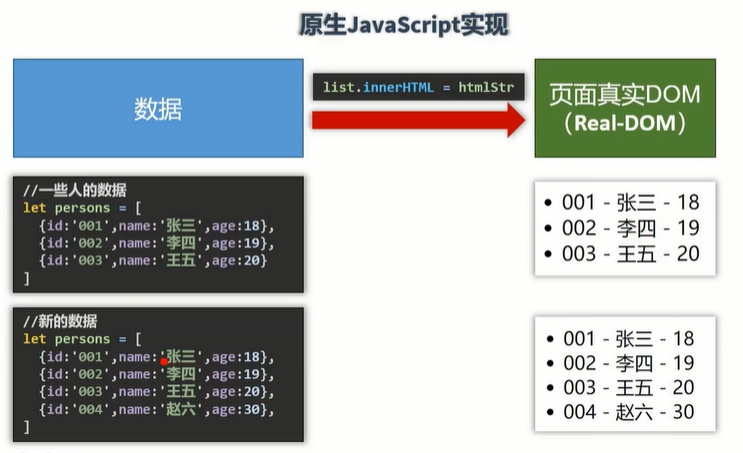 原生JavaScript实现
数据
list.innerHTML = htmlStr
页面真实DOM
（Real-DOM）
//一些人的数据
let persons = [
{id:'001',name:'张三',age:18},
{id:'002',name:'李四',age:19},
{id:'003',name:'王五',age:20}
]
• 001 - 张三 - 18
• 002 - 李四 - 19
• 003 - 王五 - 20
//新的数据
let persons = [
{id:'001',name:'张三',age:18},
{id:'002',name:'李四',age:19},
{id:'003',name:'王五',age:20},
{id:'004',name:'赵六',age:30},
]
• 001 - 张三 - 18
• 002 - 李四 - 19
• 003 - 王五 - 20
• 004 - 赵六 - 30